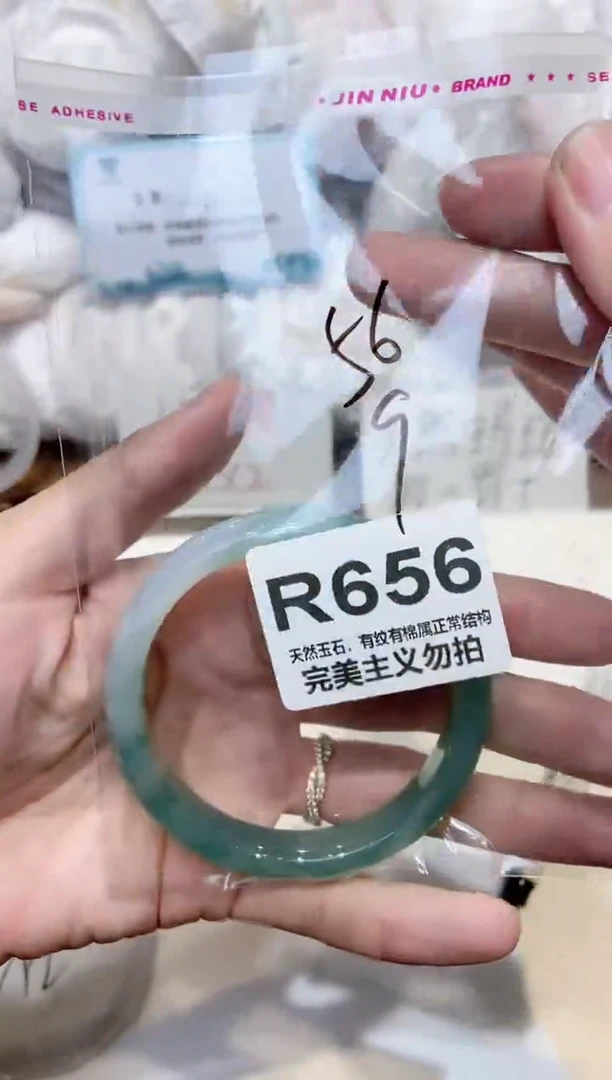 SE ADHESIVE
• JIN NIU • BRAND ★ ★ ★ SE
56
9
R656
天然玉石，有纹有棉属正常结构
完美主义勿拍